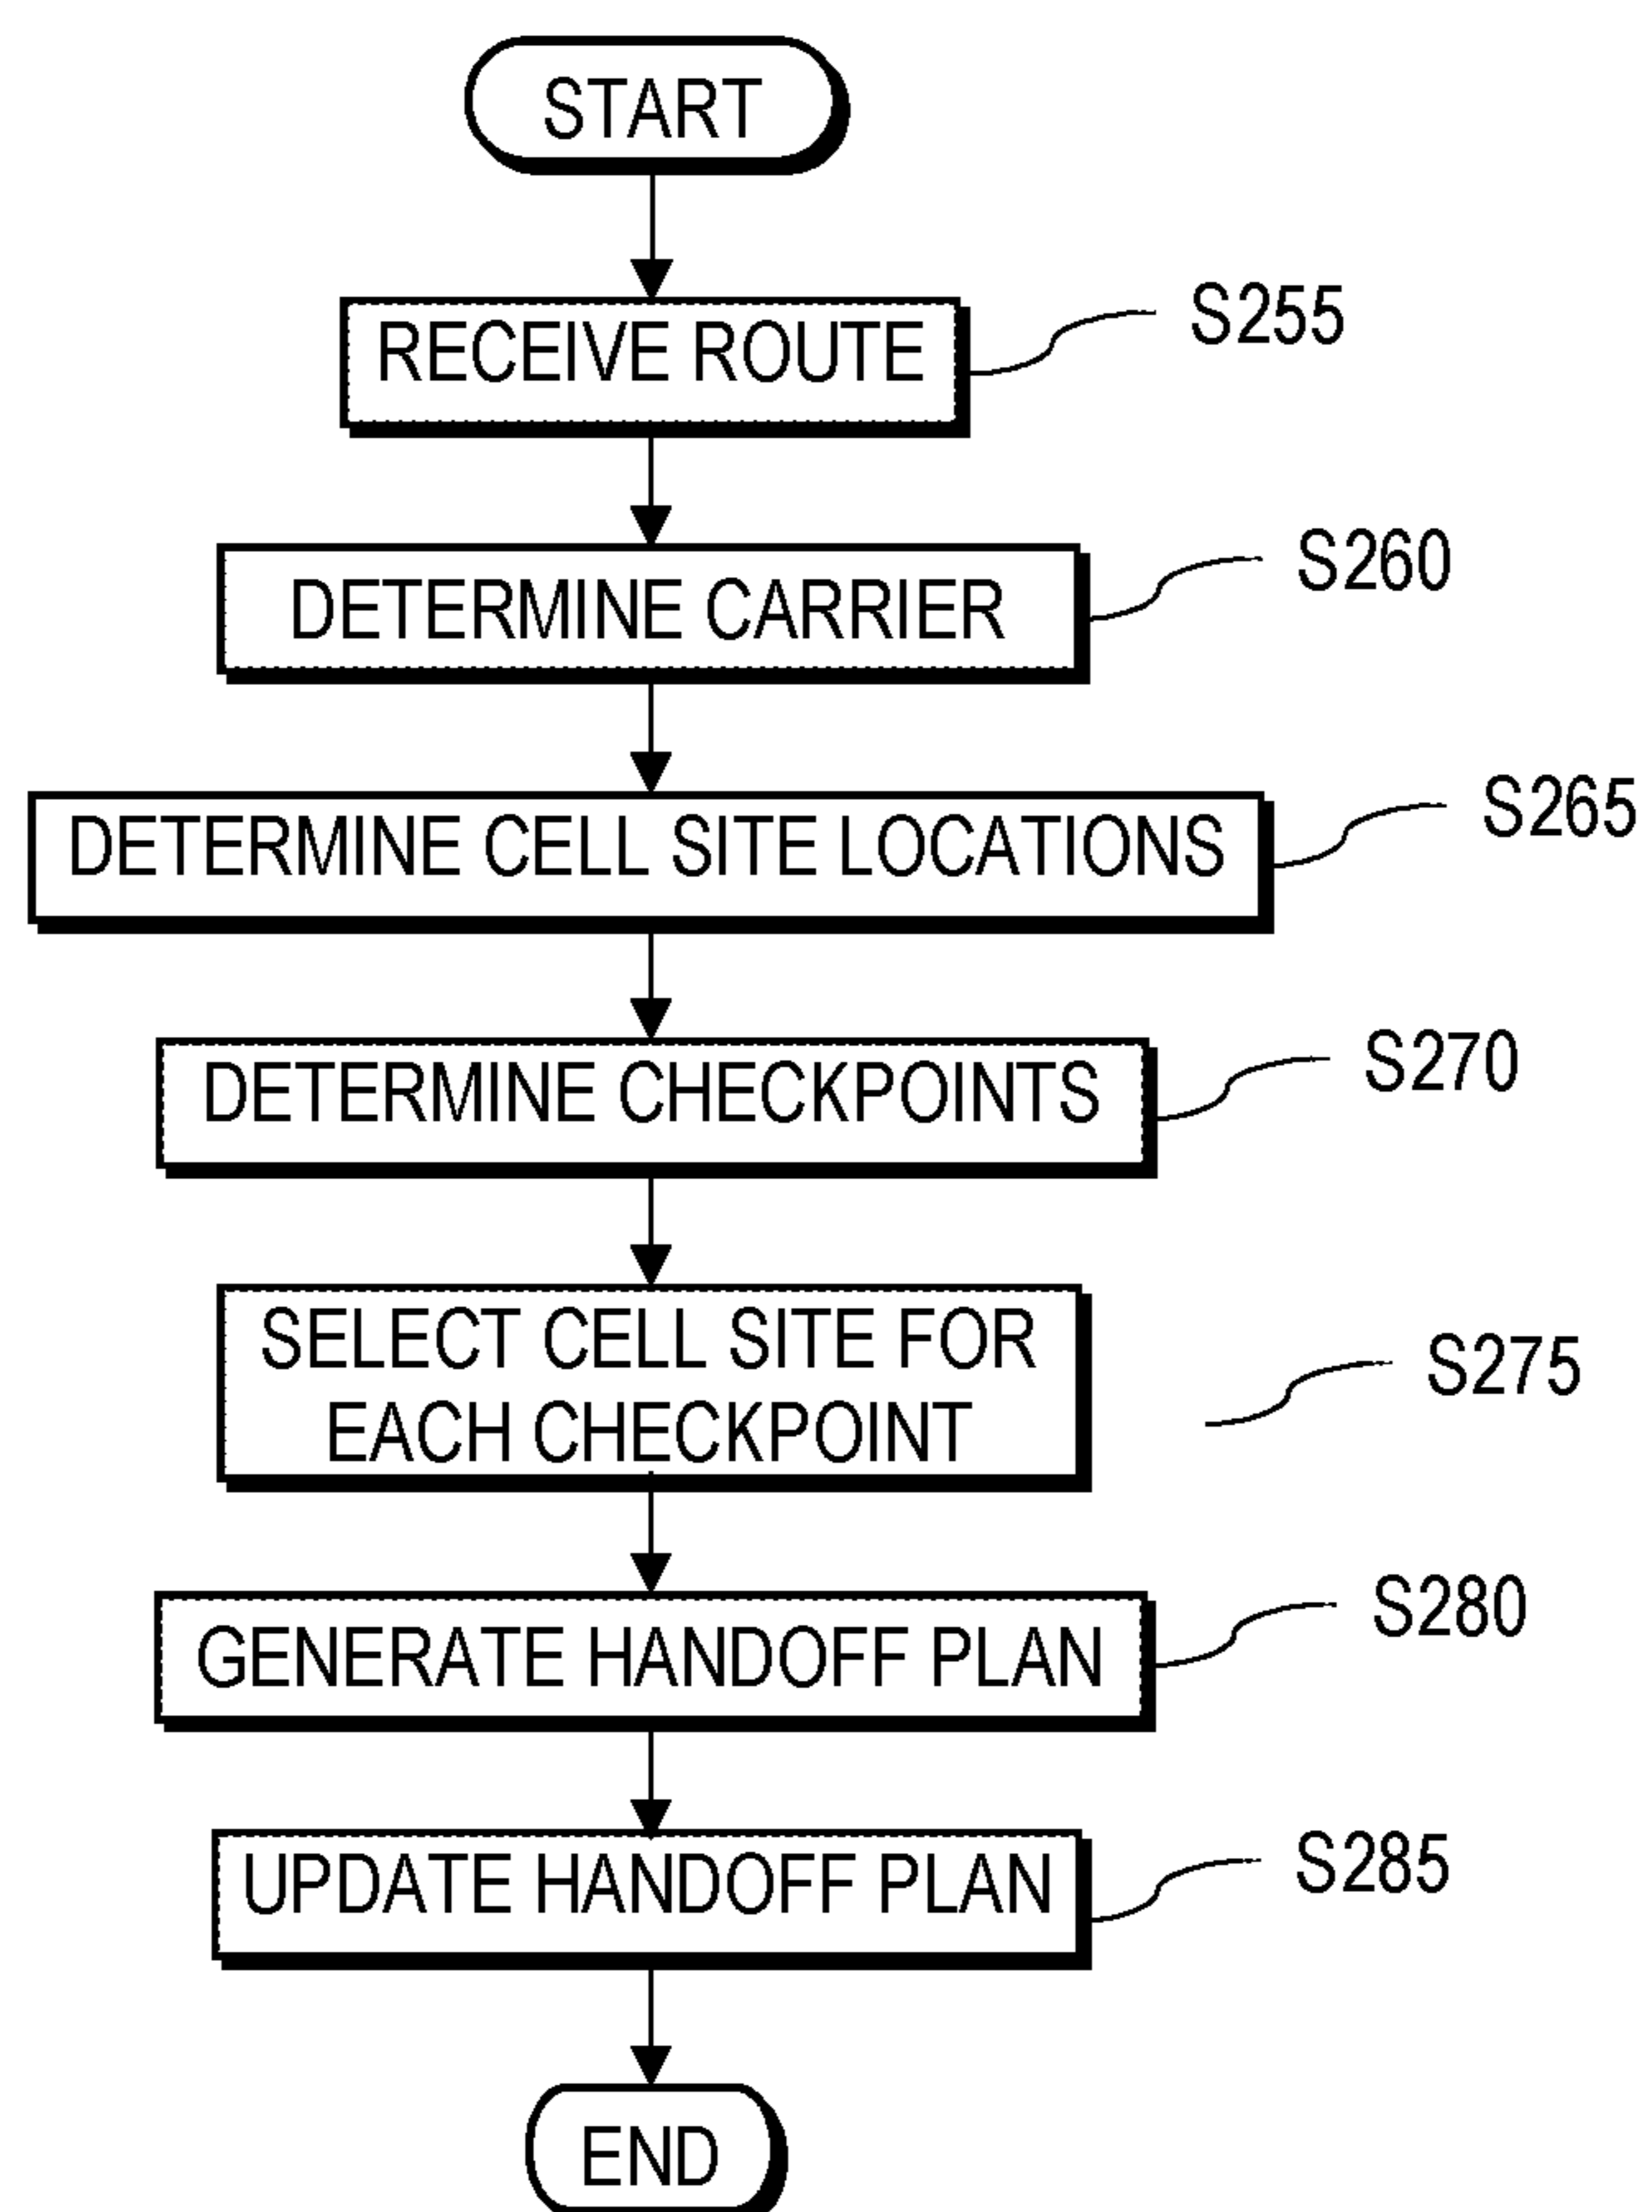 START
RECEIVE ROUTE
S255
DETERMINE CARRIER
S260
DETERMINE CELL SITE LOCATIONS
S265
DETERMINE CHECKPOINTS
S270
SELECT CELL SITE FOR
EACH CHECKPOINT
S275
GENERATE HANDOFF PLAN
S280
UPDATE HANDOFF PLAN
S285
END